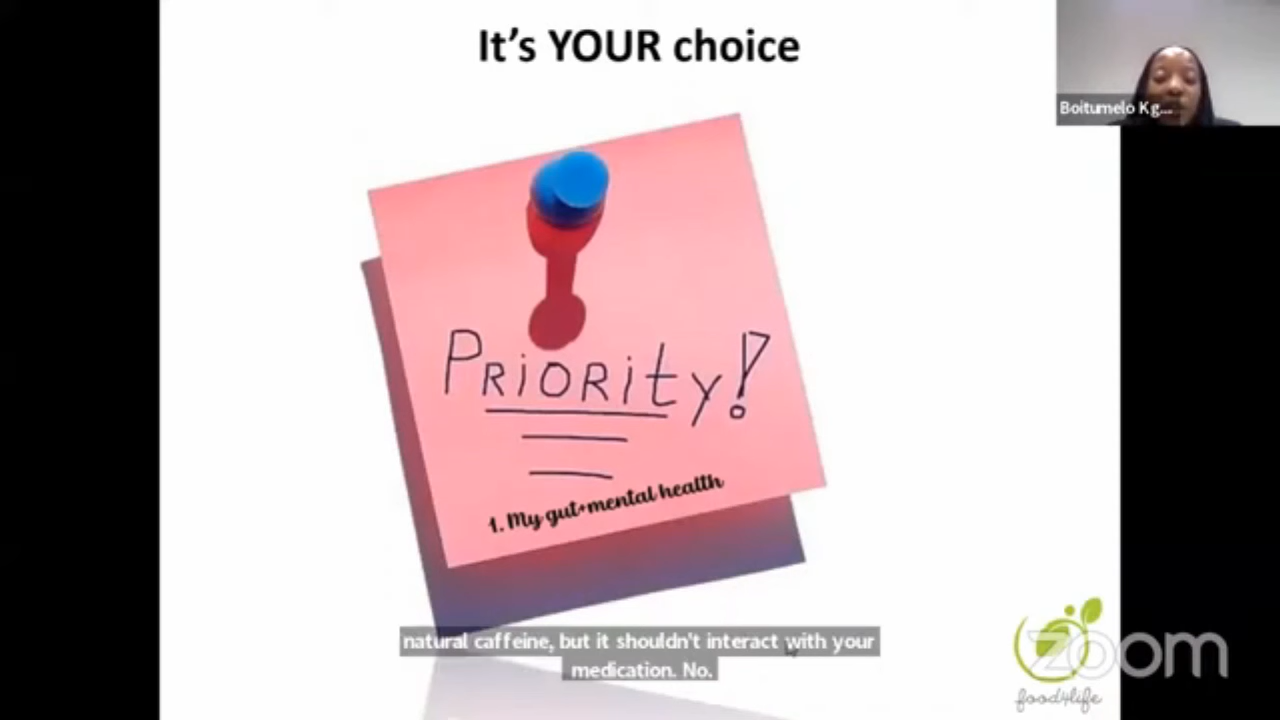 It's YOUR choice
Boitumelo Kg...
PRiORity!
1. My gut+mental health
natural caffeine, but it shouldn't interact with your
medication. No.
zoom
food4life